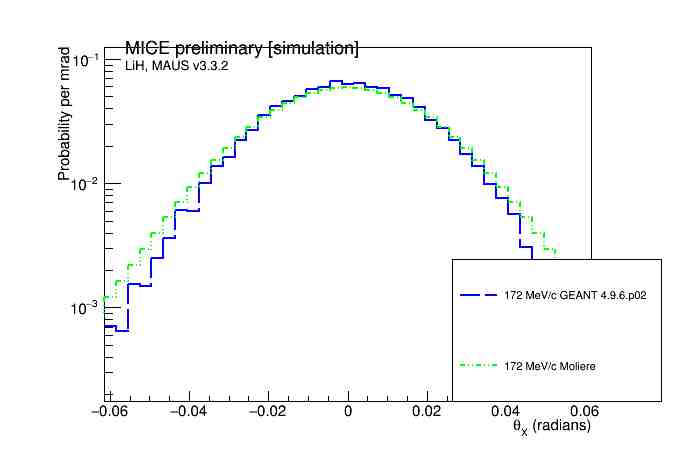 MICE preliminary [simulation]
LiH, MAUS v3.3.2
Probability per mrad
10⁻¹
10⁻²
10⁻³
172 MeV/c GEANT 4.9.6.p02
172 MeV/c Moliere
−0.06 −0.04 −0.02 0 0.02 0.04 0.06
θX (radians)